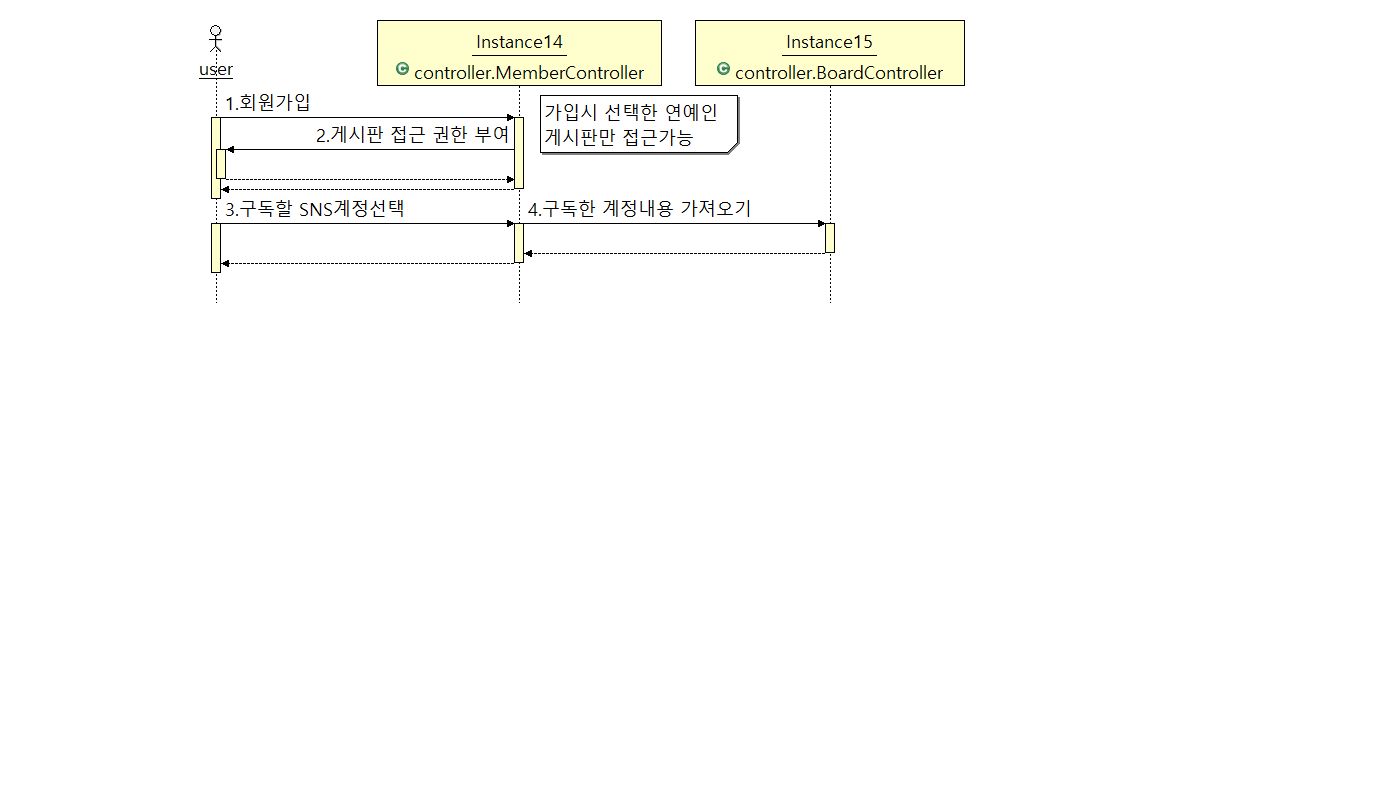 Instance14
Instance15
user
controller.MemberController
controller.BoardController
1.회원가입
가입시 선택한 연예인
게시판만 접근가능
2.게시판 접근 권한 부여
3.구독할 SNS계정선택
4.구독한 계정내용 가져오기